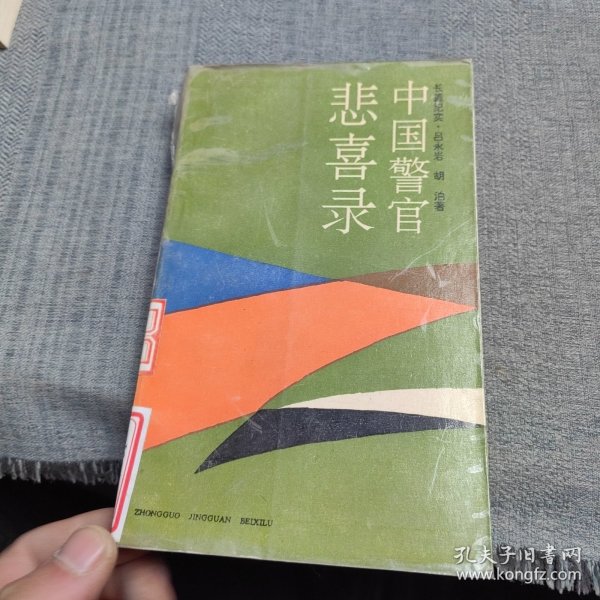 长篇纪实·吕永岩 胡泊著
中国警官
悲喜录
ZHONGGUO JINGGUAN BEIXILU
孔夫子旧书网
www.kongfz.com